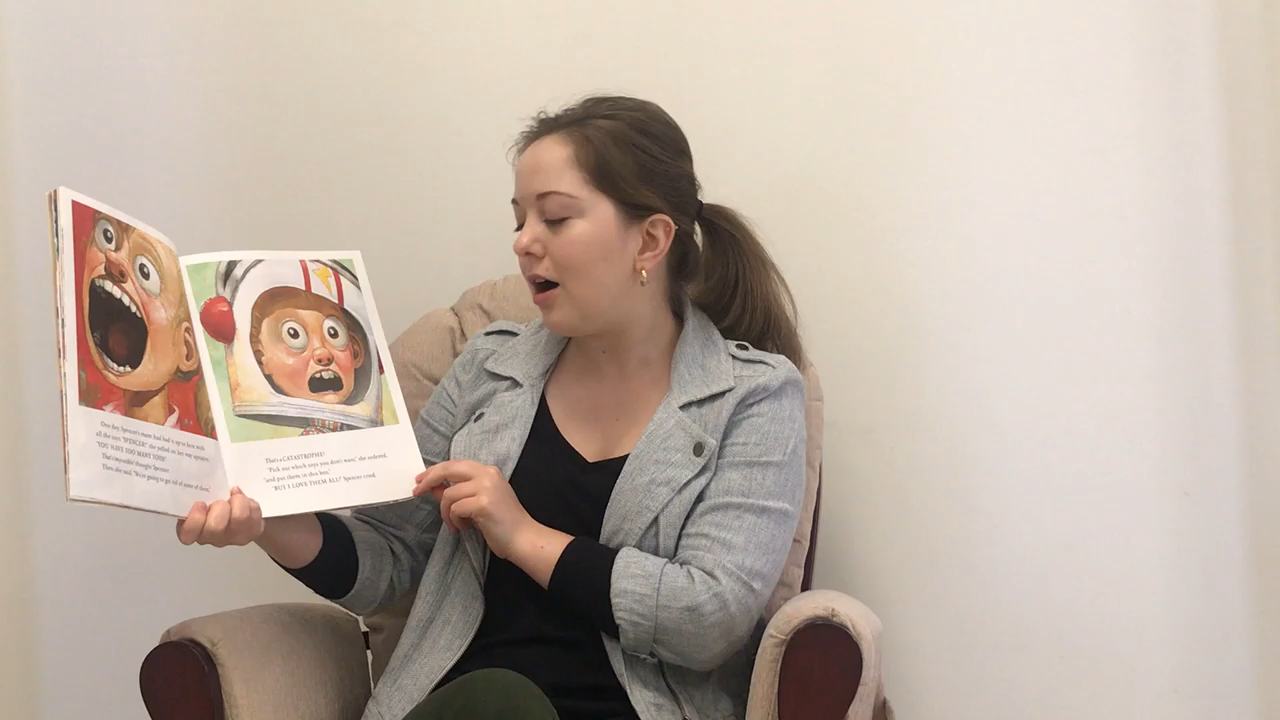 One day, Spencer's mom had had it up to here with
all the toys. "SPENCER!" she yelled on her way upstairs.
"YOU HAVE TOO MANY TOYS!"
That's impossible! thought Spencer.
Then she said, "We're going to get rid of some of them."
That's a CATASTROPHE!
"Pick out which toys you don't want," she ordered,
"and put them in this box."
"BUT I LOVE THEM ALL!" Spencer cried.